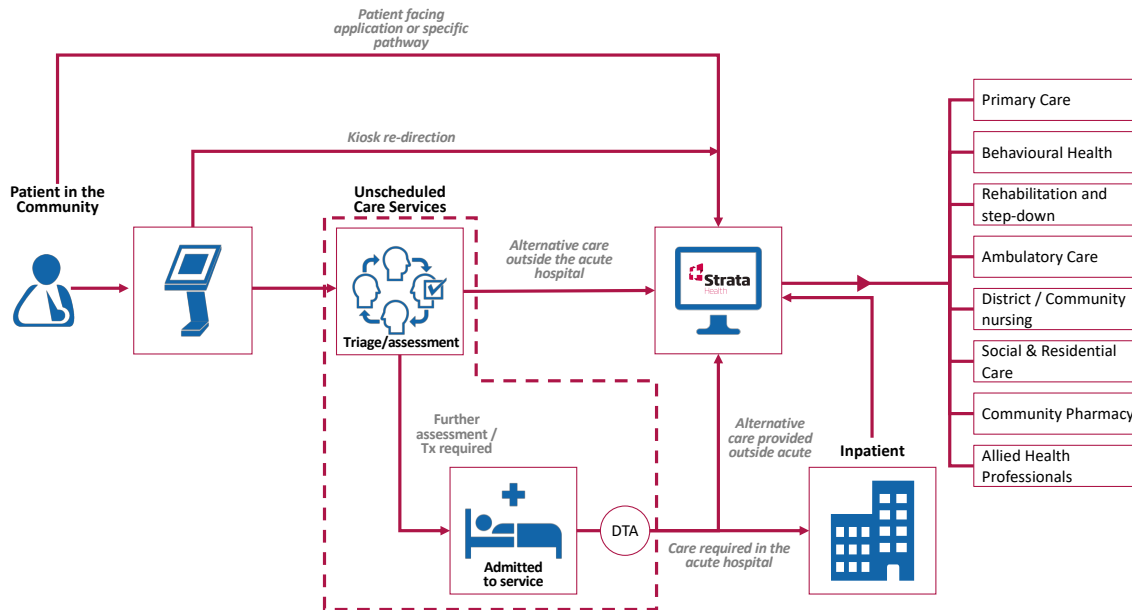 Patient facing
application or specific
pathway
Kiosk re-direction
Patient in the
Community
Unscheduled
Care Services
Triage/assessment
Alternative care
outside the acute
hospital
Strata
Health
Further
assessment /
Tx required
Admitted
to service
DTA
Alternative
care provided
outside acute
Care required in the
acute hospital
Inpatient
Primary Care
Behavioural Health
Rehabilitation and
step-down
Ambulatory Care
District / Community
nursing
Social & Residential
Care
Community Pharmacy
Allied Health
Professionals